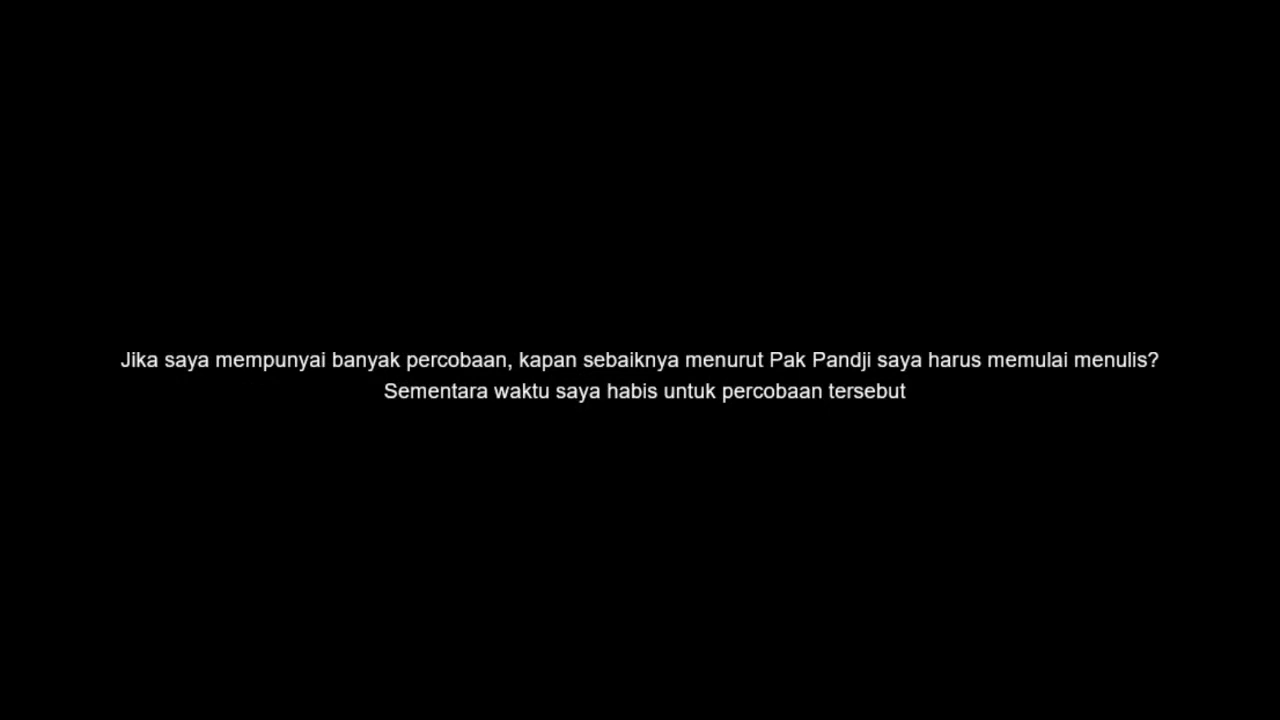 Jika saya mempunyai banyak percobaan, kapan sebaiknya menurut Pak Pandji saya harus memulai menulis?
Sementara waktu saya habis untuk percobaan tersebut